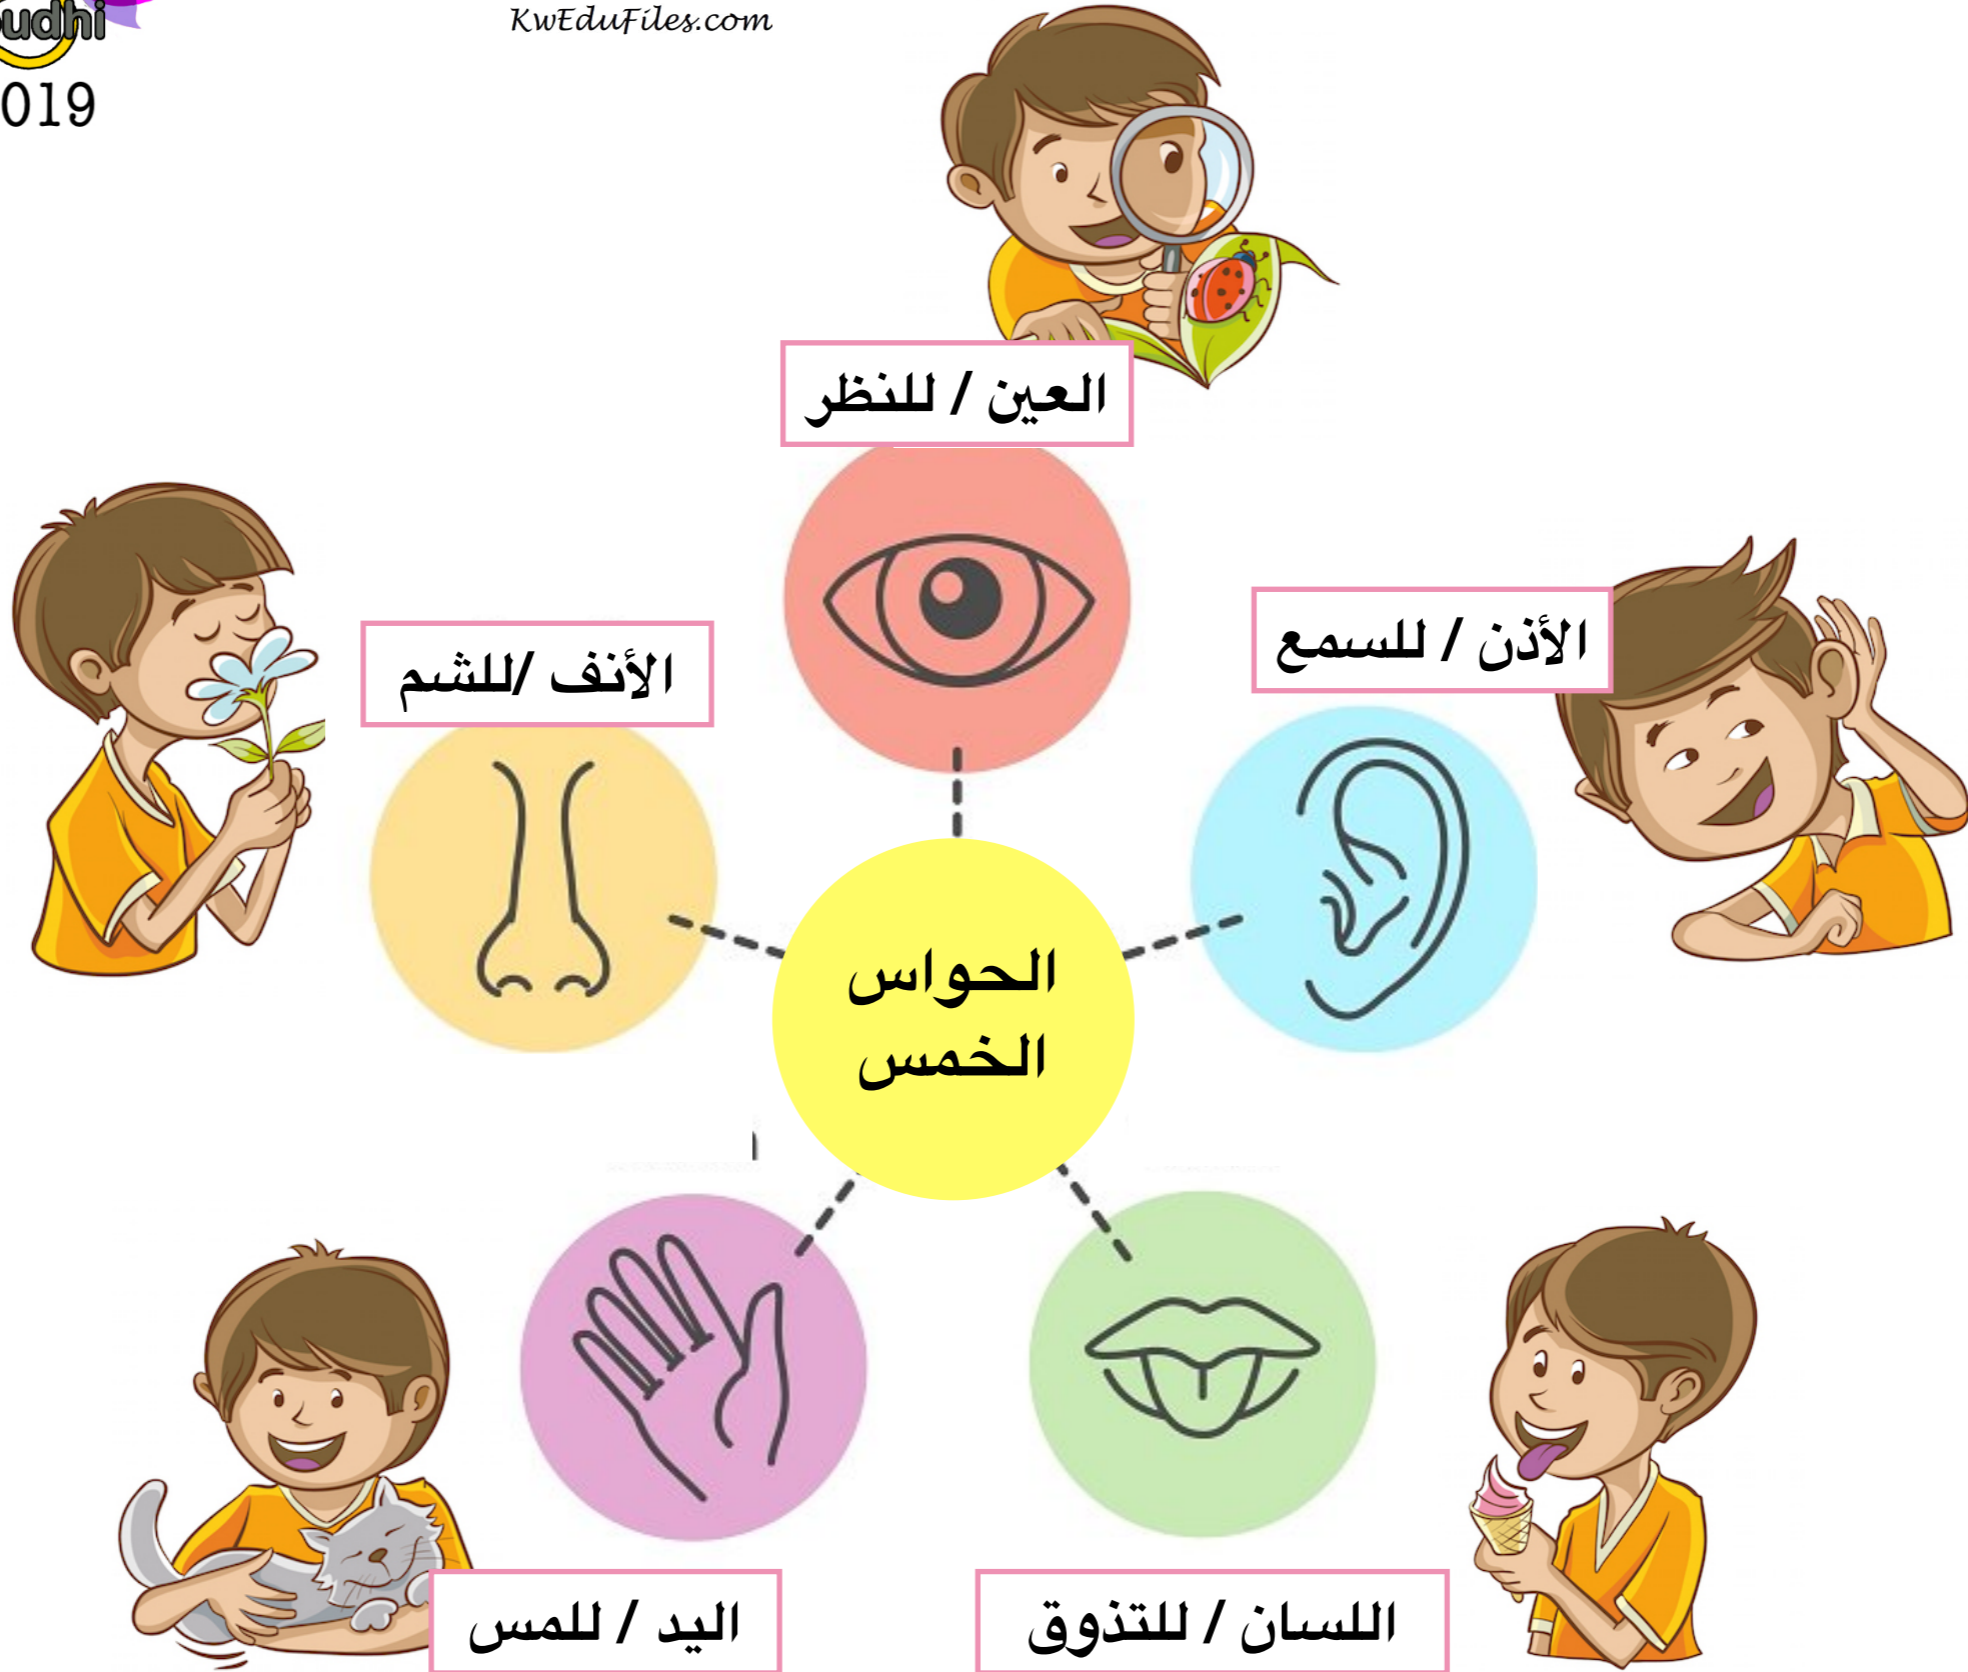 KwEduFiles.com
udhi
019
العين / للنظر
الأذن / للسمع
الأنف /للشم
الحواس
الخمس
اليد / للمس
اللسان / للتذوق